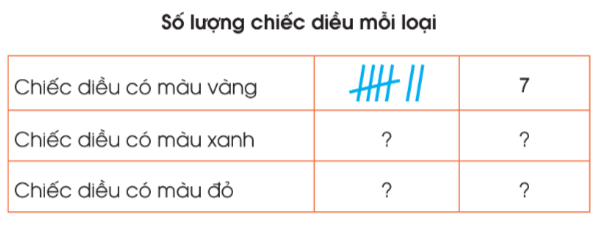 Số lượng chiếc diều mỗi loại
Chiếc diều có màu vàng 7
Chiếc diều có màu xanh ? ?
Chiếc diều có màu đỏ ? ?